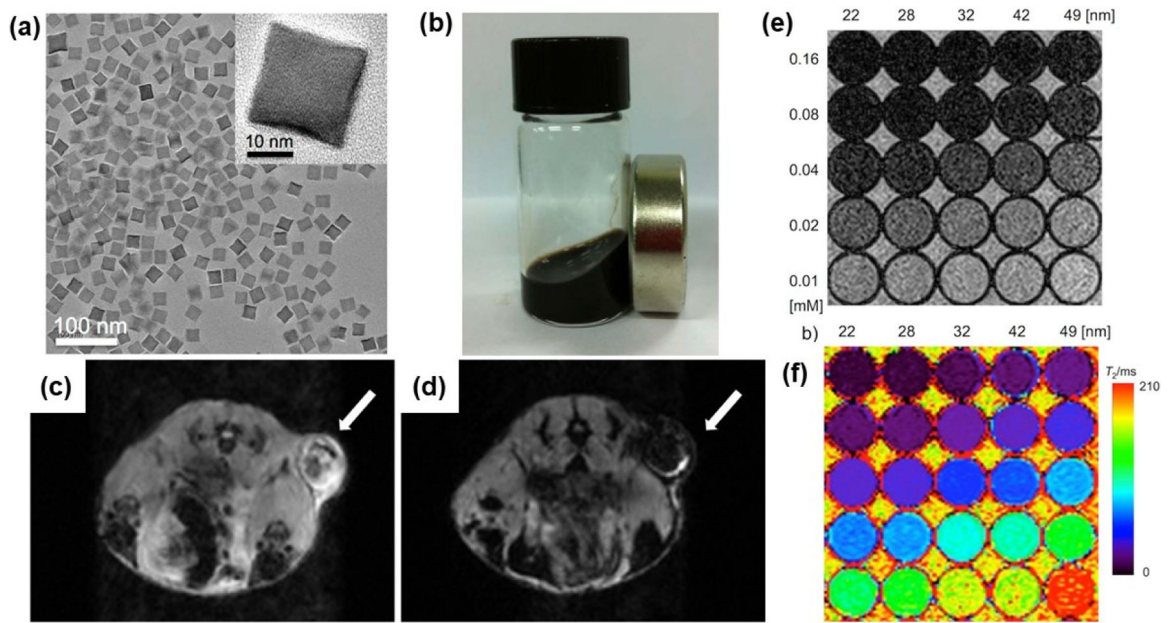 (a)
10 nm
100 nm
(b)
(c)
(d)
(e)
22 28 32 42 49 [nm]
0.16
0.08
0.04
0.02
0.01
[mM]
b)
22 28 32 42 49 [nm]
(f)
T₂/ms
210
0